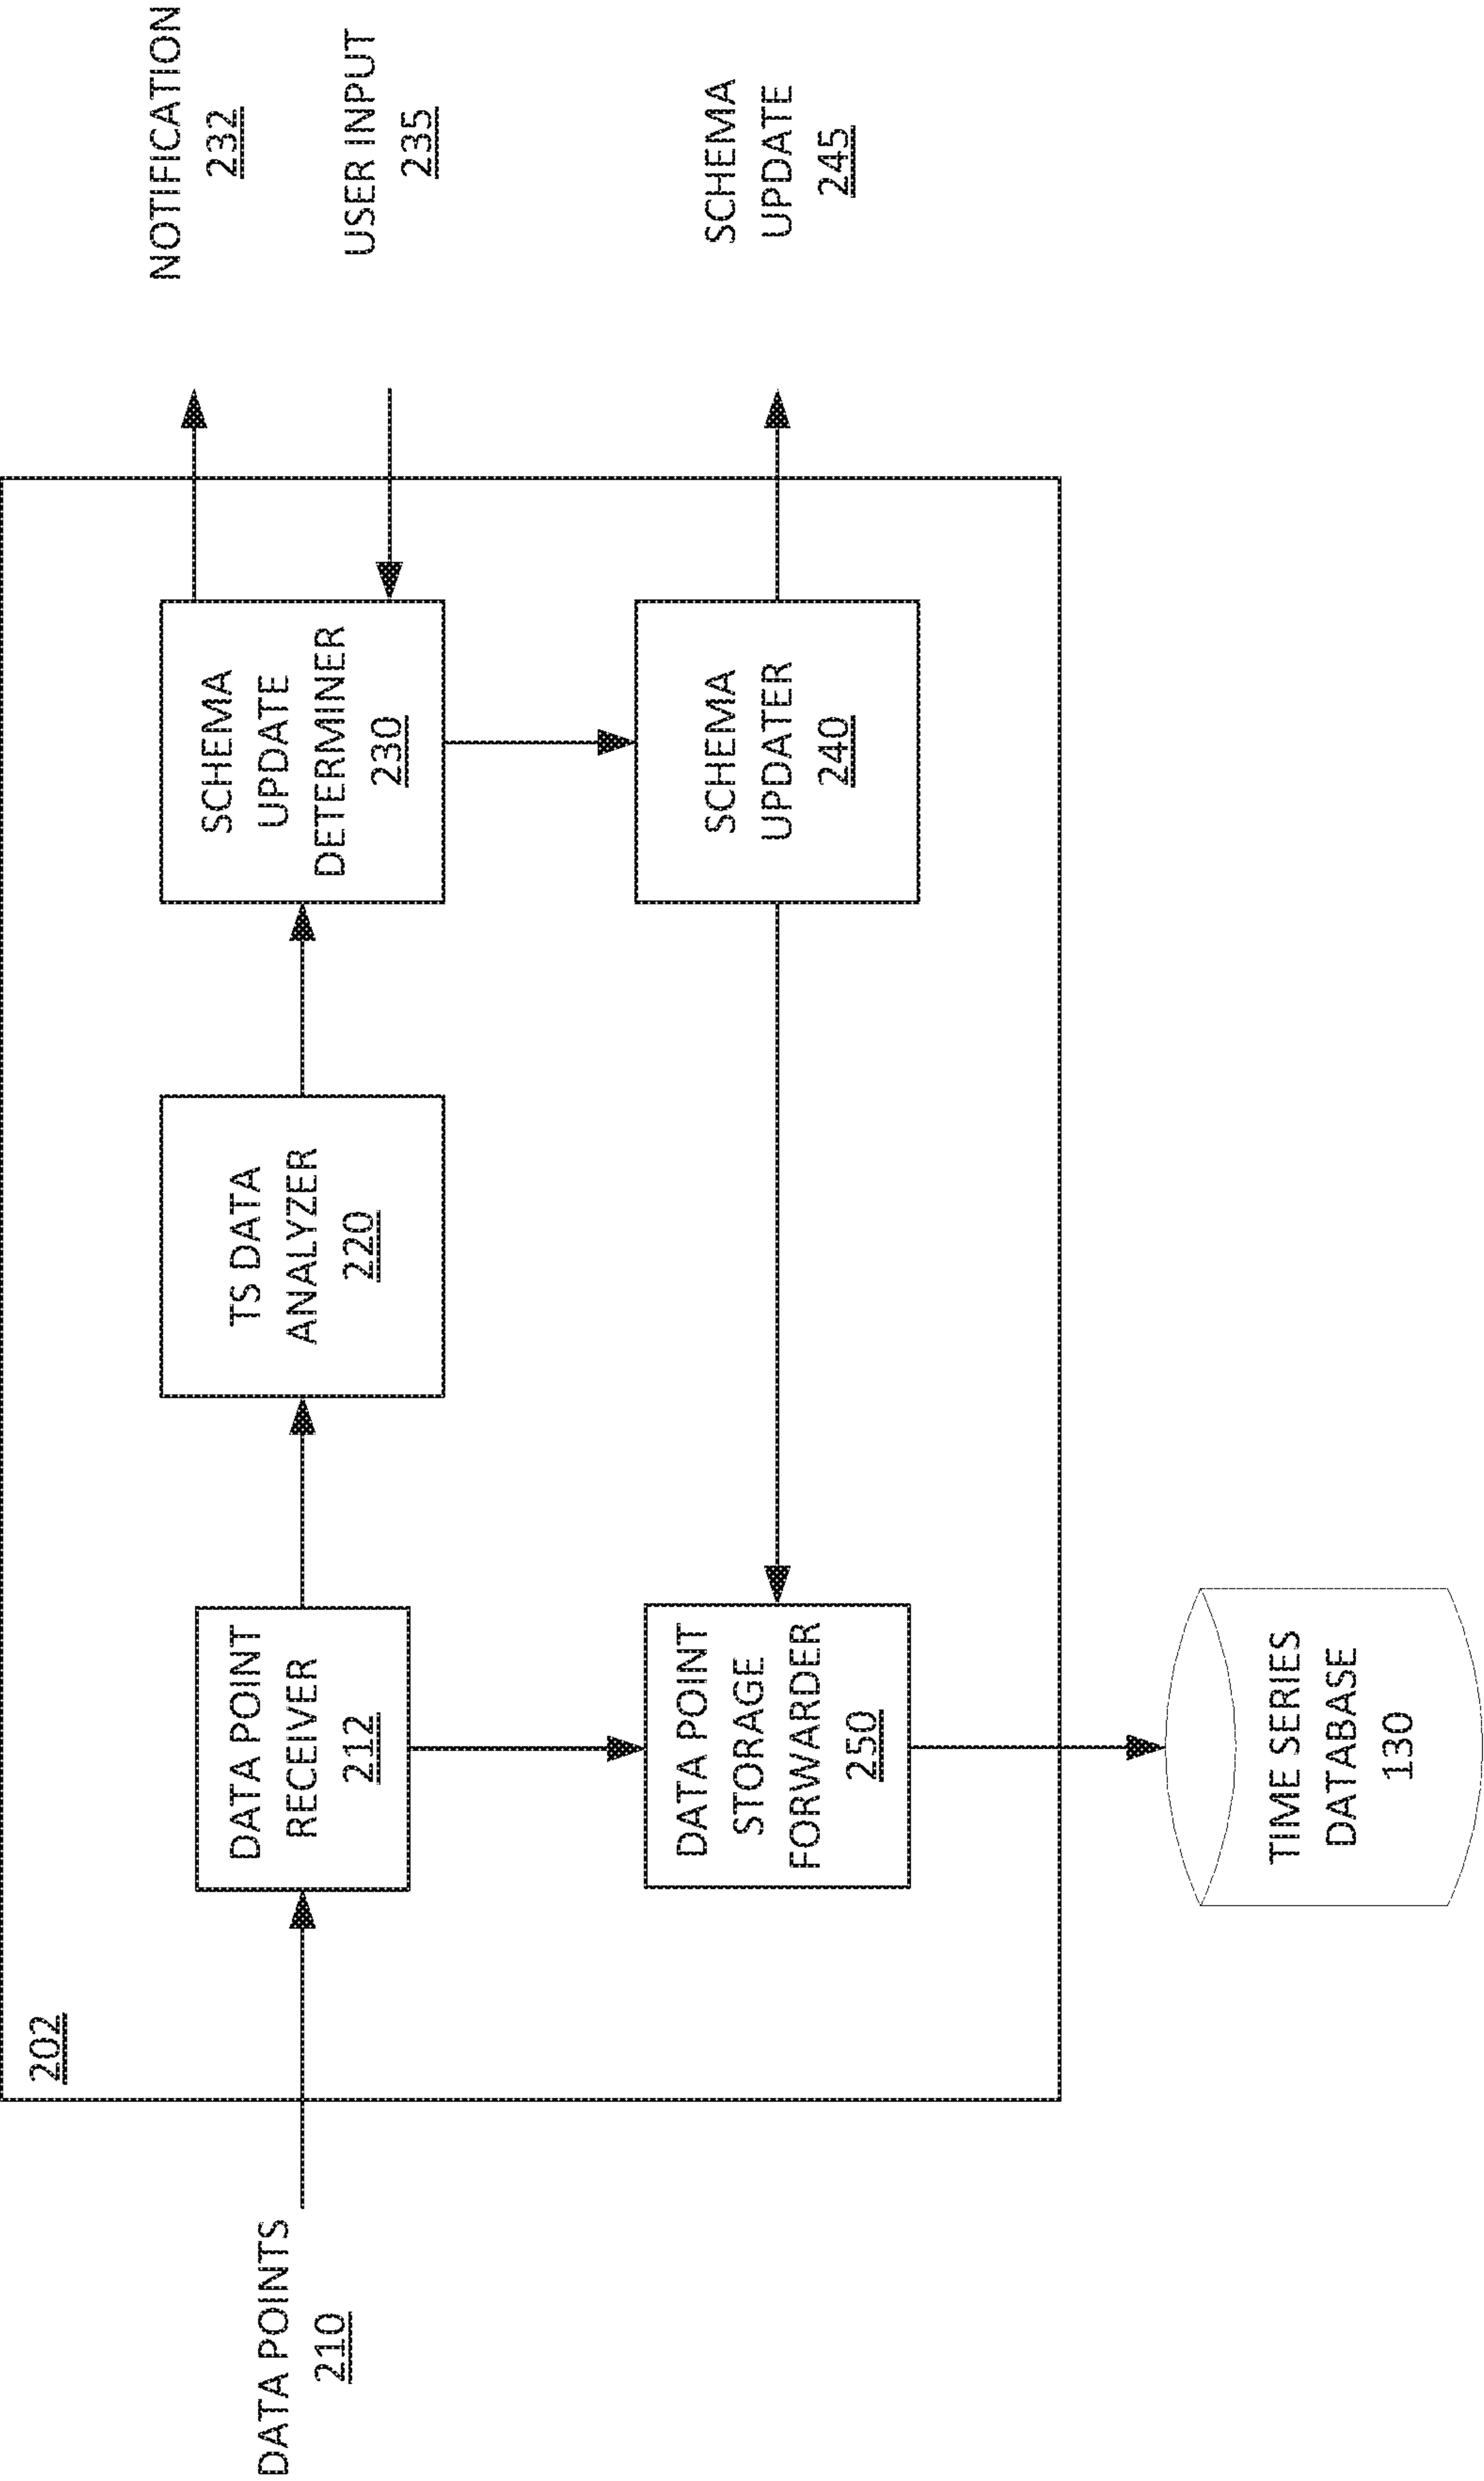 202
DATA POINTS
210
DATA POINT
RECEIVER
212
TS DATA
ANALYZER
220
SCHEMA
UPDATE
DETERMINER
230
NOTIFICATION
232
USER INPUT
235
DATA POINT
STORAGE
FORWARDER
250
SCHEMA
UPDATER
240
SCHEMA
UPDATE
245
TIME SERIES
DATABASE
130